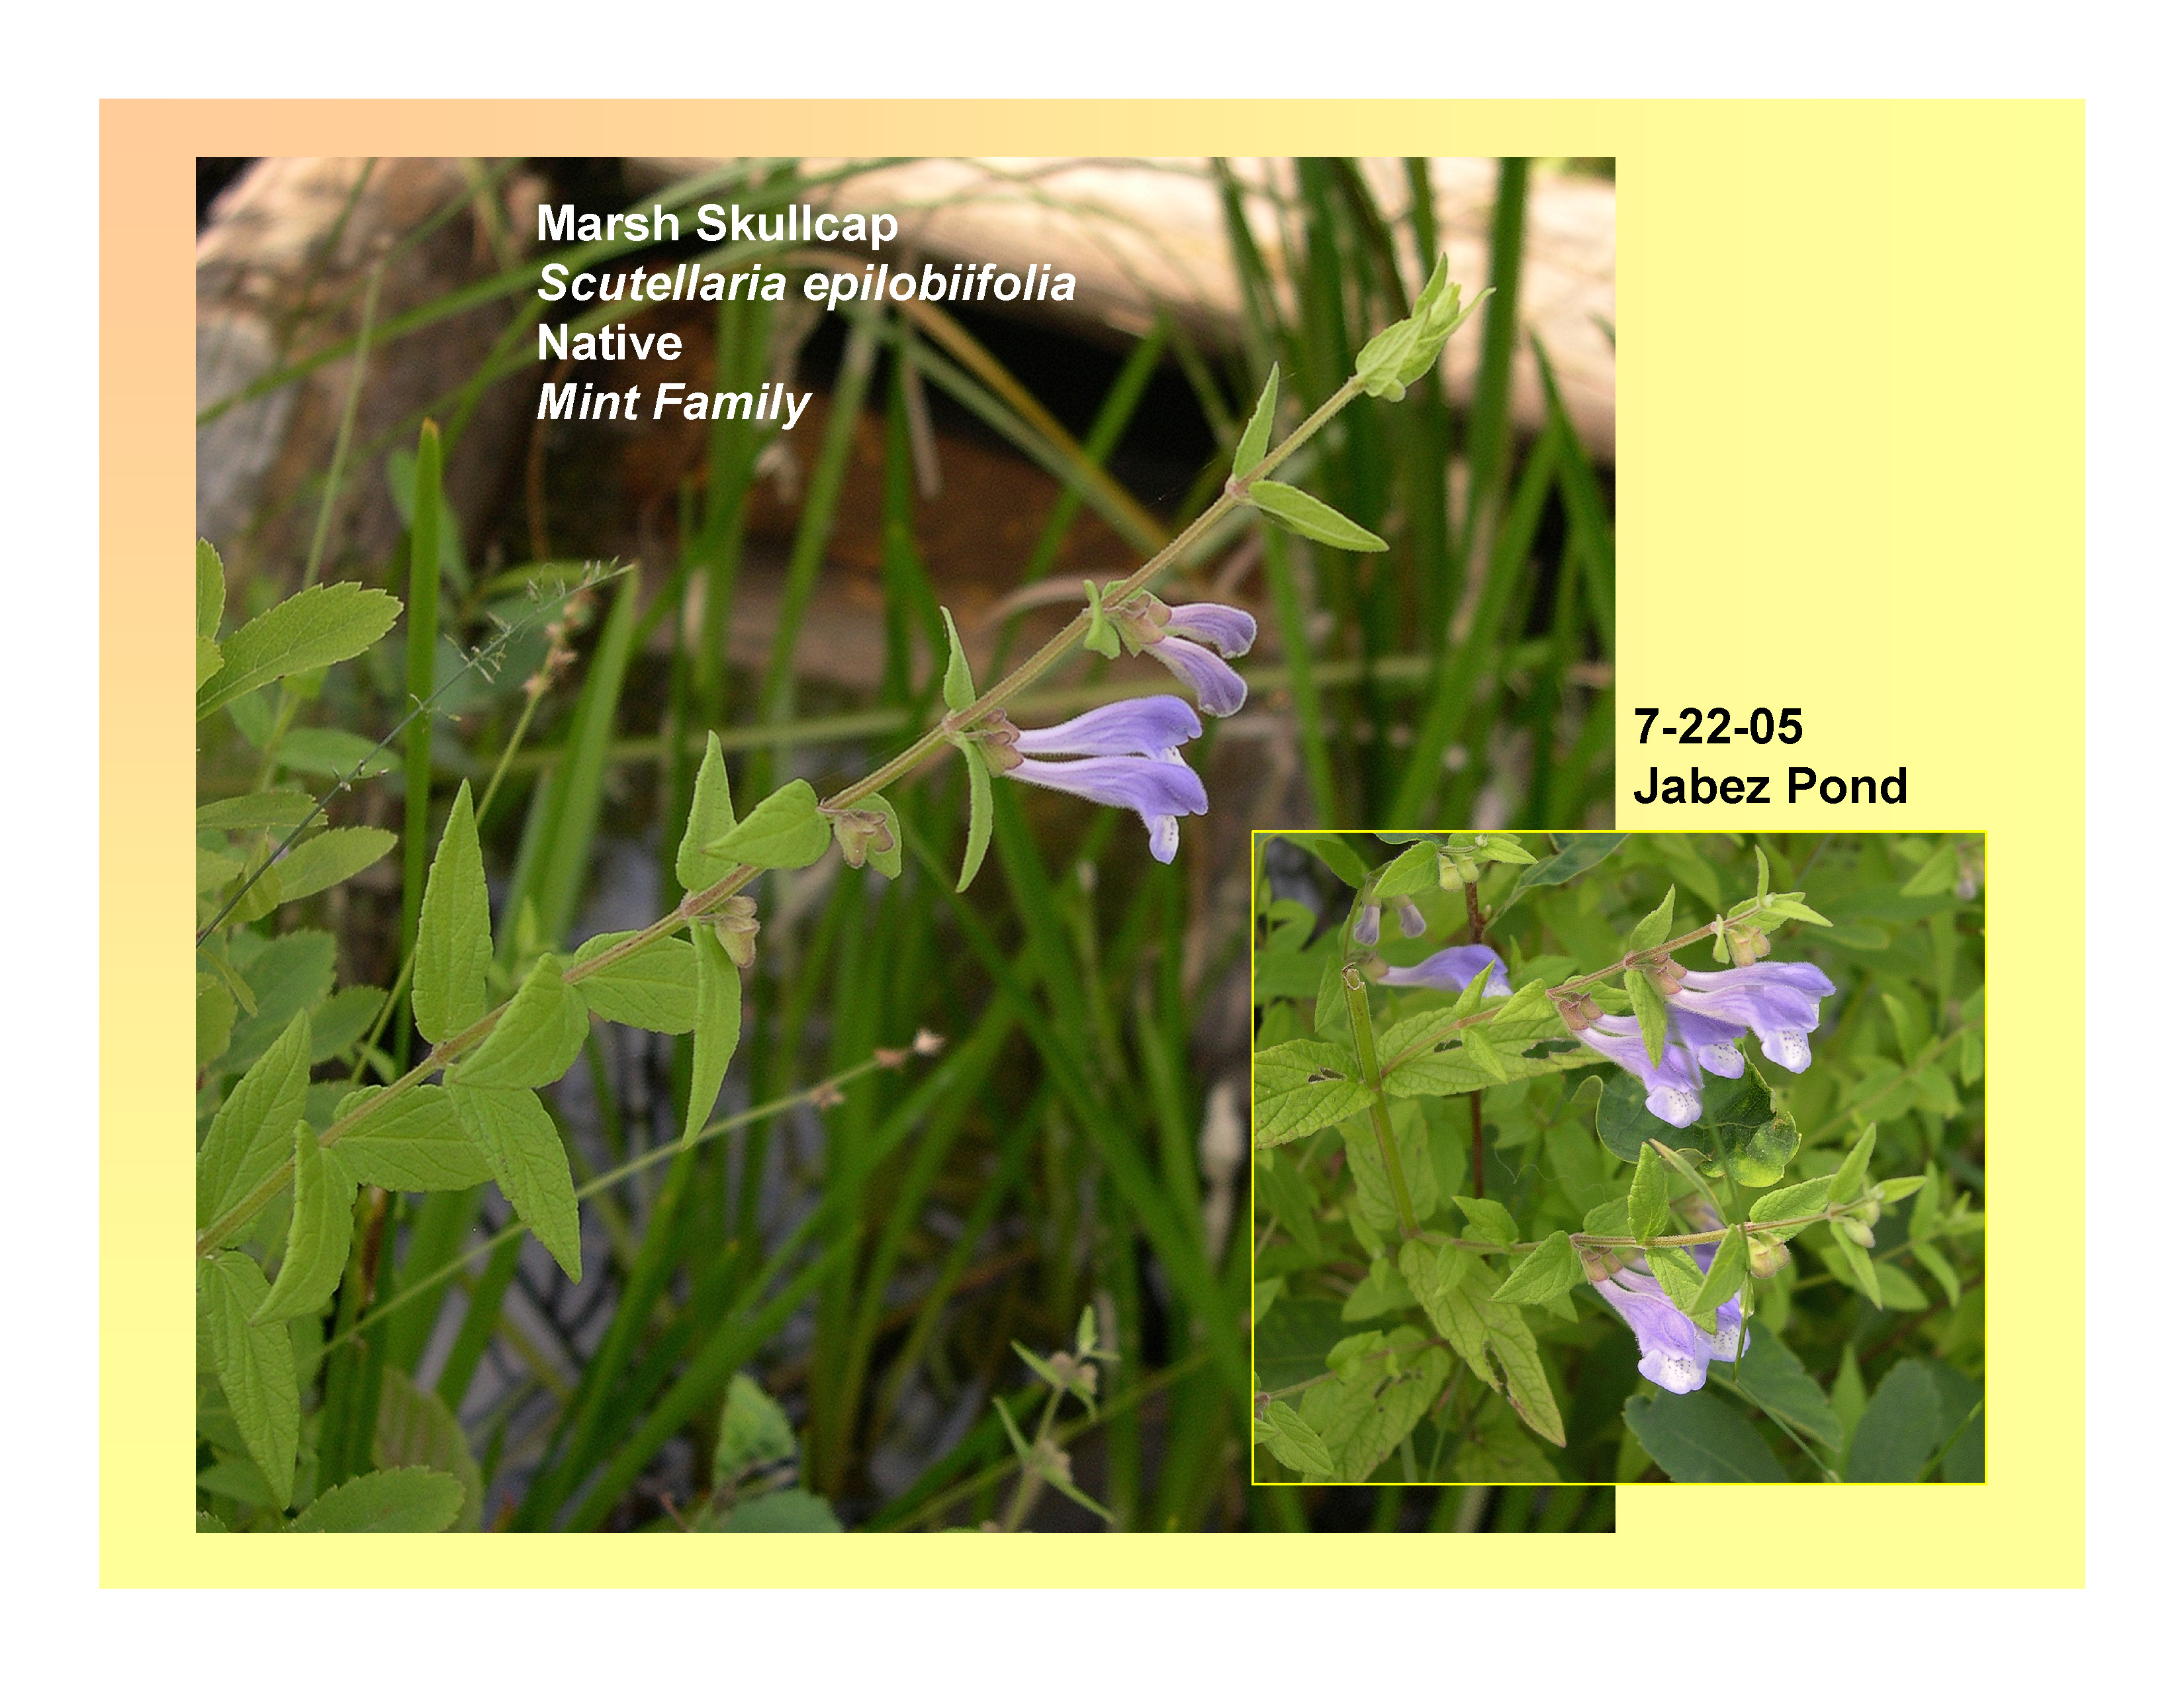 Marsh Skullcap
Scutellaria epilobiifolia
Native
Mint Family
7-22-05
Jabez Pond